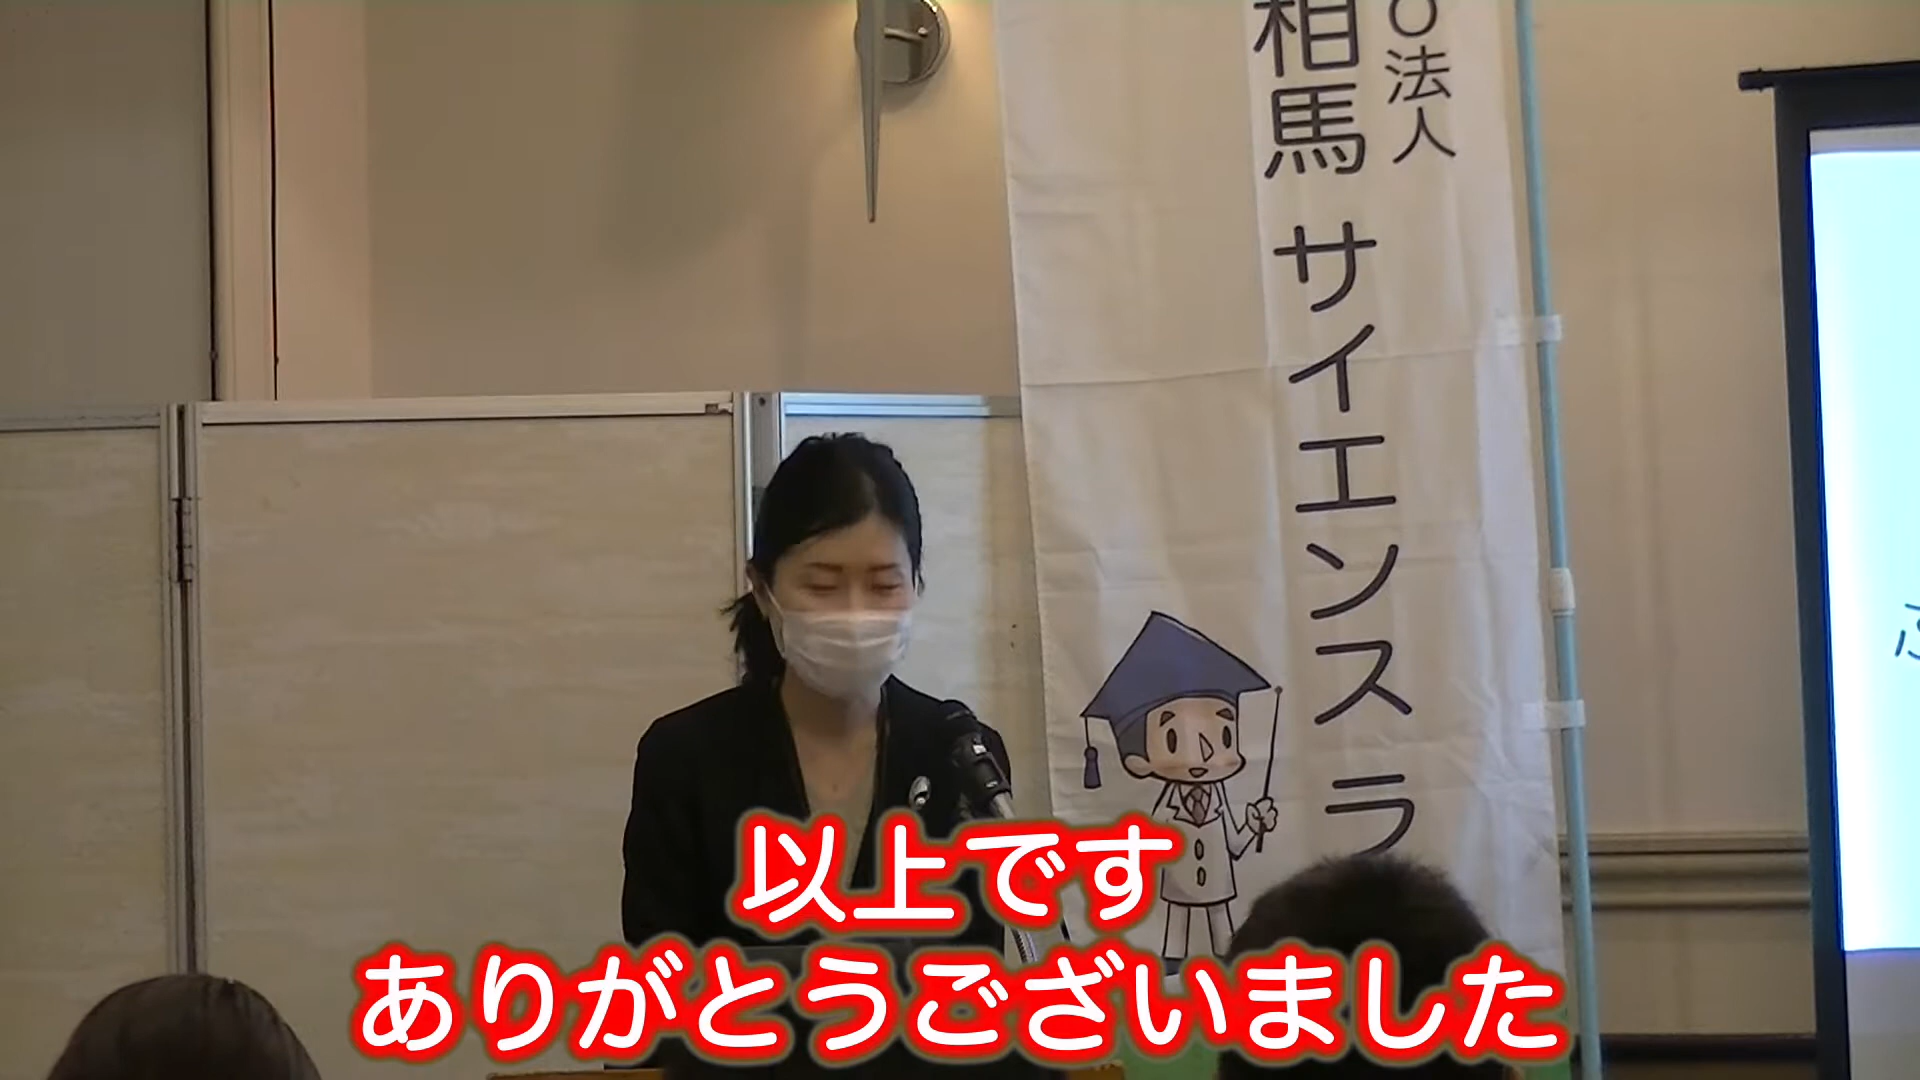 O法人
相馬 サイエンス ラ
以上です
ありがとうございました